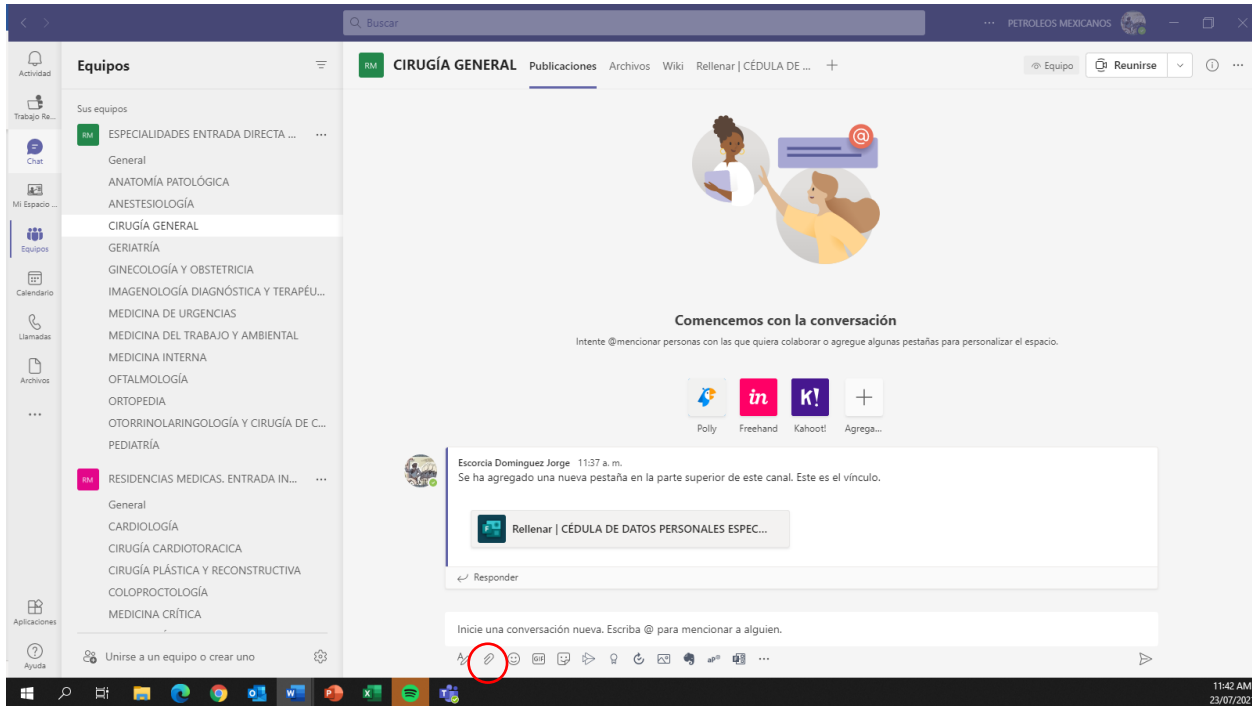 Buscar
PETROLEOS MEXICANOS
Actividad
Trabajo Re...
Chat
Mi Espacio ...
Equipos
Calendario
Llamadas
Archivos
Aplicaciones
Ayuda
Equipos
Sus equipos
RM ESPECIALIDADES ENTRADA DIRECTA ...
General
ANATOMÍA PATOLÓGICA
ANESTESIOLOGÍA
CIRUGÍA GENERAL
GERIATRÍA
GINECOLOGÍA Y OBSTETRICIA
IMAGENOLOGÍA DIAGNÓSTICA Y TERAPÉU...
MEDICINA DE URGENCIAS
MEDICINA DEL TRABAJO Y AMBIENTAL
MEDICINA INTERNA
OFTALMOLOGÍA
ORTOPEDIA
OTORRINOLARINGOLOGÍA Y CIRUGÍA DE C...
PEDIATRÍA
RM RESIDENCIAS MEDICAS. ENTRADA IN...
General
CARDIOLOGÍA
CIRUGÍA CARDIOTORACICA
CIRUGÍA PLÁSTICA Y RECONSTRUCTIVA
COLOPROCTOLOGÍA
MEDICINA CRÍTICA
Unirse a un equipo o crear uno
RM CIRUGÍA GENERAL Publicaciones Archivos Wiki Rellenar | CÉDULA DE ... Equipo Reunirse
@
Comencemos con la conversación
Intente @mencionar personas con las que quiera colaborar o agregue algunas pestañas para personalizar el espacio.
in K!
Polly Freehand Kahoot! Agrega...
Escorcia Dominguez Jorge 11:37 a. m.
Se ha agregado una nueva pestaña en la parte superior de este canal. Este es el vínculo.
Rellenar | CÉDULA DE DATOS PERSONALES ESPEC...
Responder
Inicie una conversación nueva. Escriba @ para mencionar a alguien.
GIF
11:42 AM
23/07/202